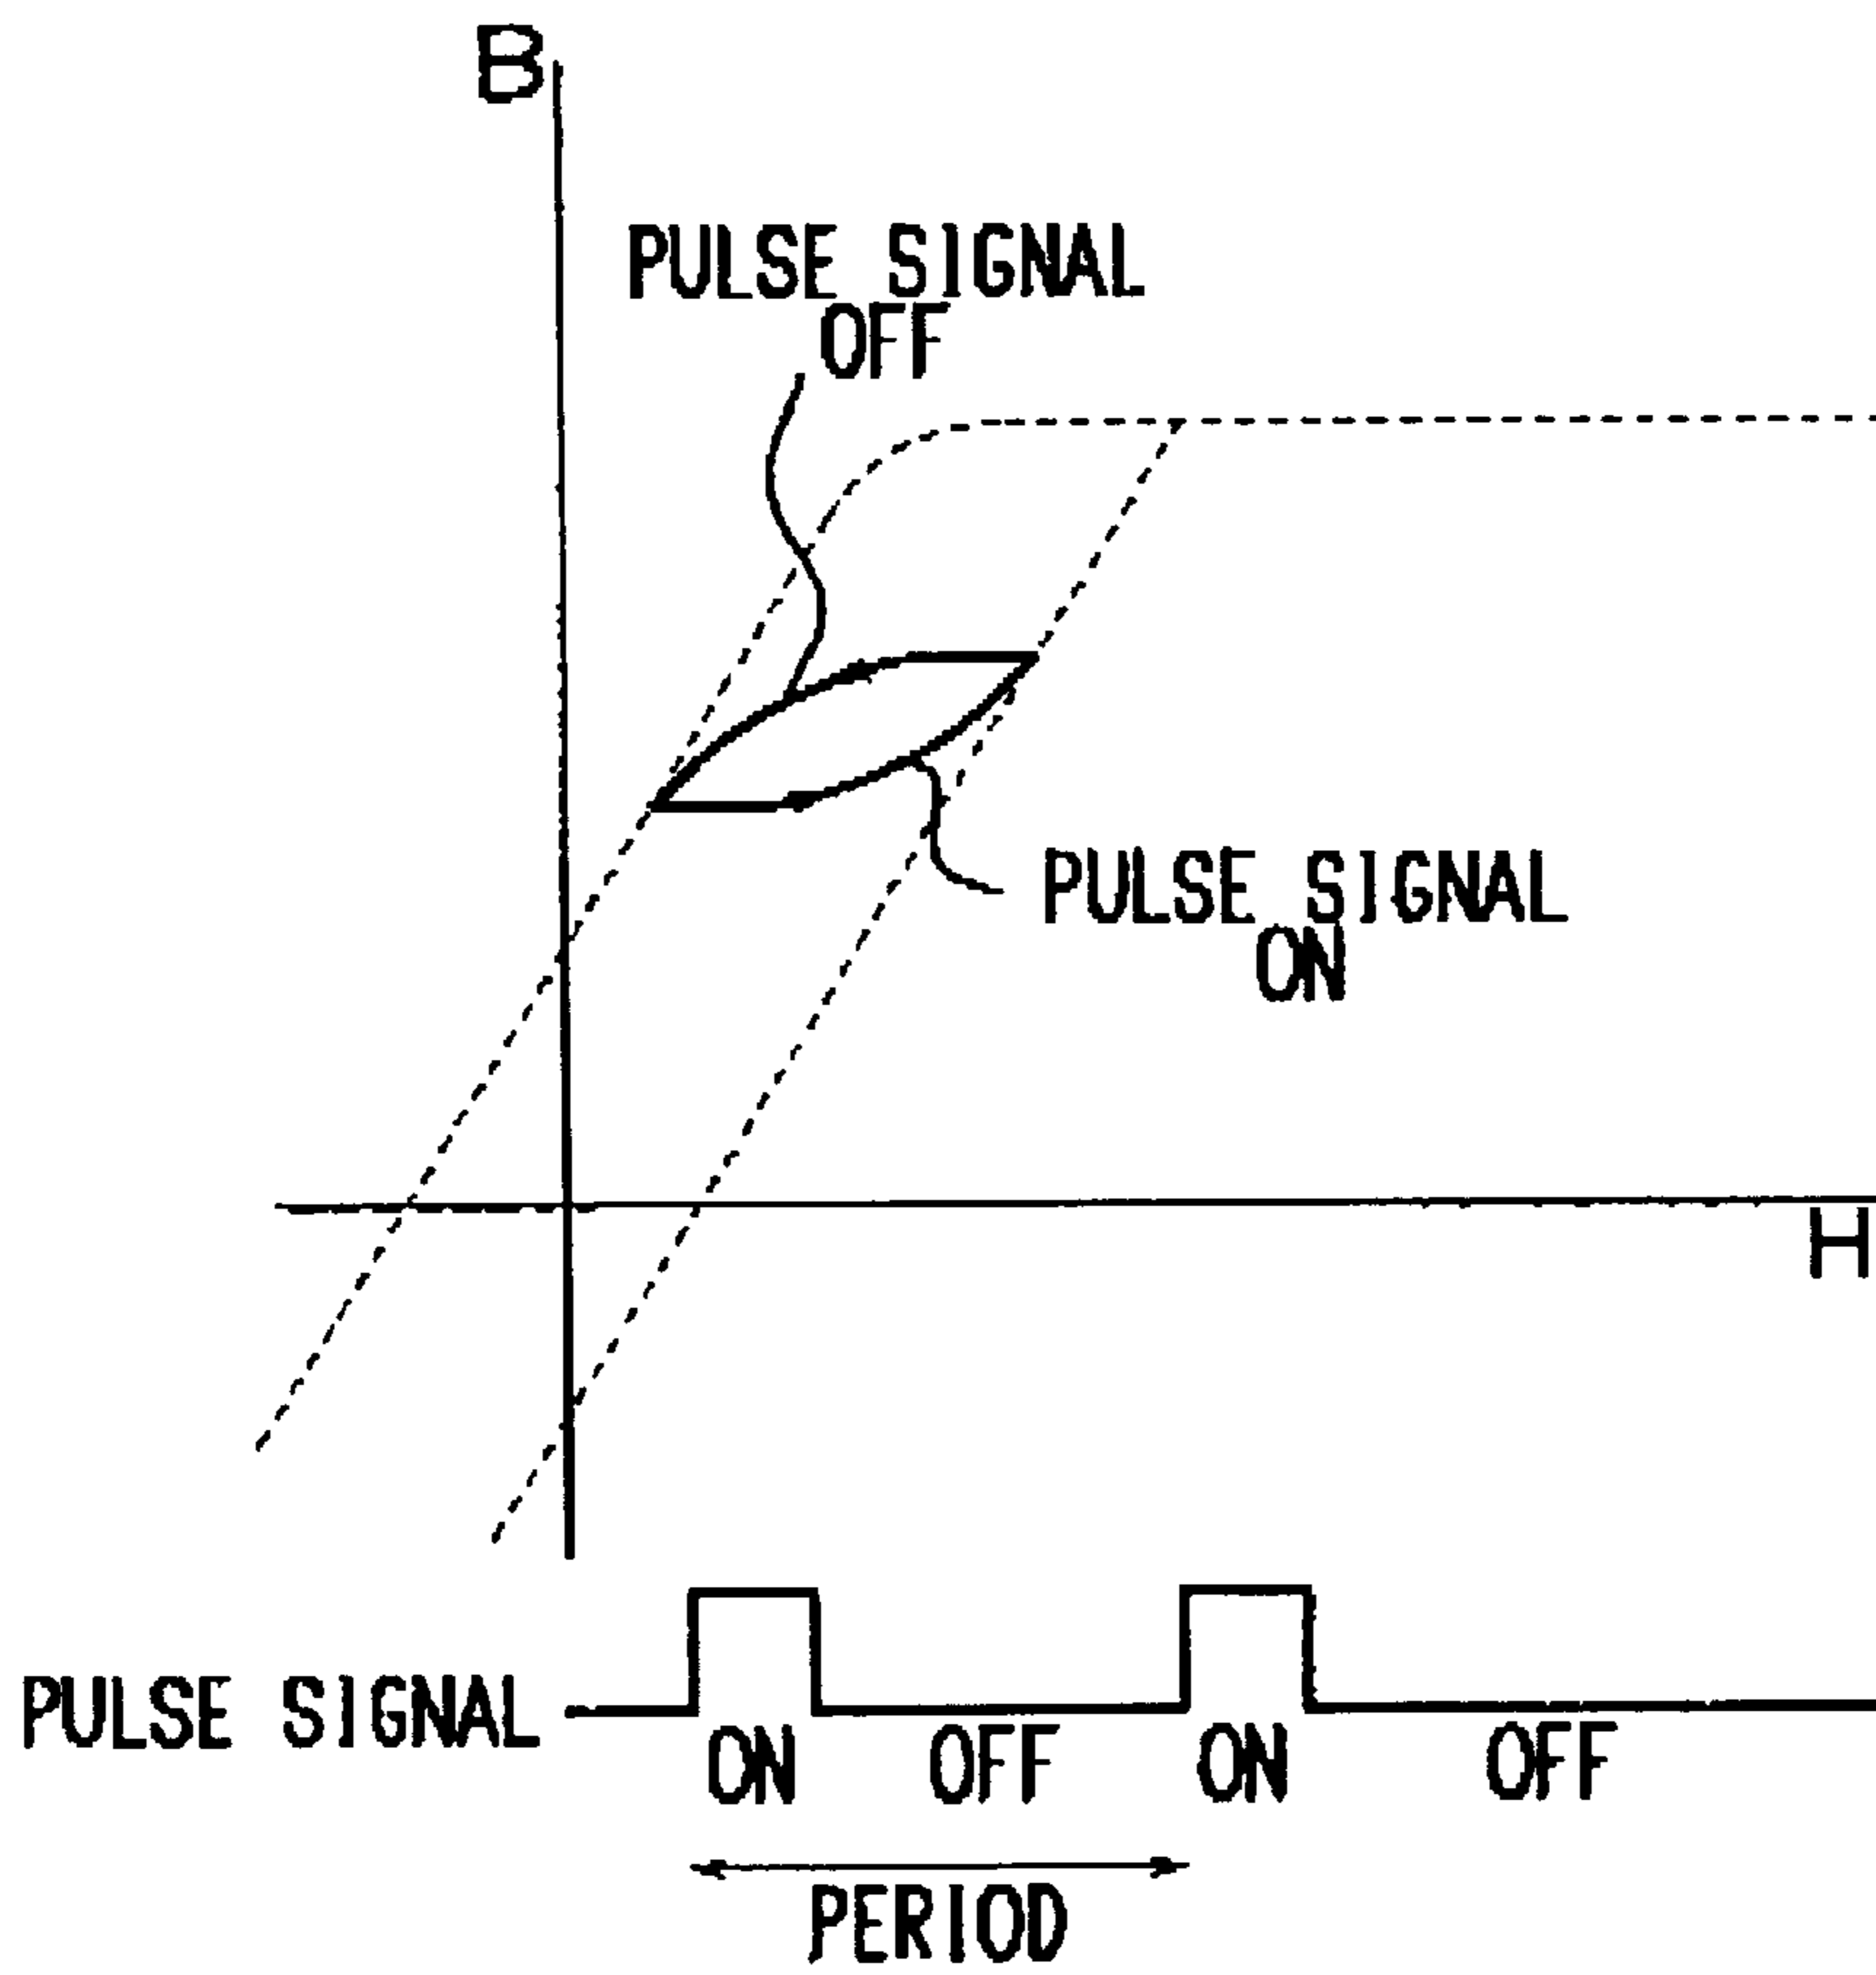 B
PULSE SIGNAL
OFF
PULSE SIGNAL
ON
H
PULSE SIGNAL
ON OFF ON OFF
PERIOD